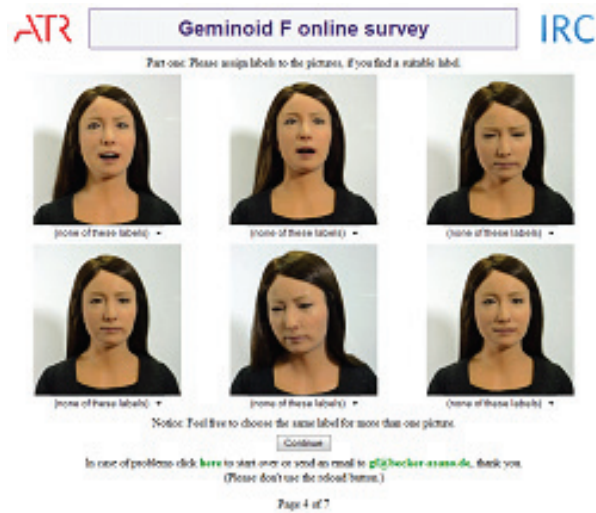 ATR
Geminoid F online survey
IRC
Part one: Please assign labels to the pictures, if you find a suitable label.
(none of these labels)
(none of these labels)
(none of these labels)
(none of these labels)
(none of these labels)
(none of these labels)
Notice: Feel free to choose the same label for more than one picture.
Continue
In case of problems click here to start over or send an email to gf@becker-asano.de, thank you.
(Please don't use the reload button.)
Page 4 of 7